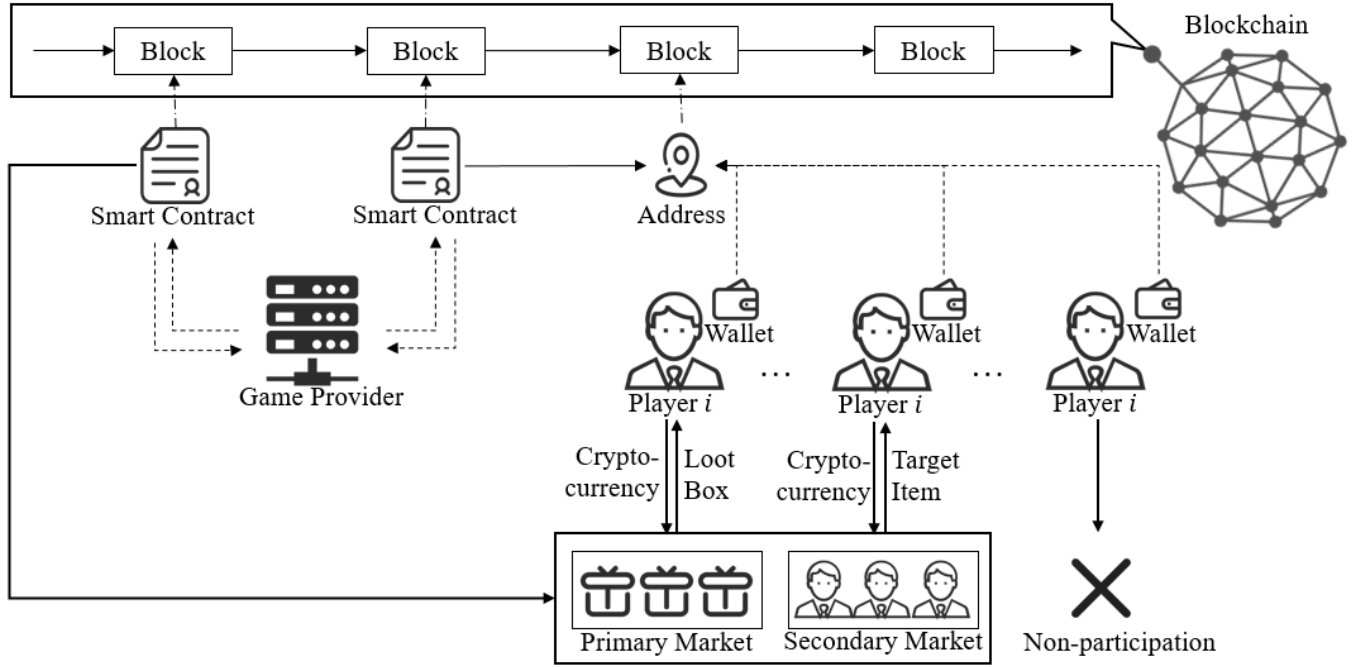 Blockchain
Block
Block
Block
Block
Smart Contract
Smart Contract
Address
Game Provider
Wallet
Wallet
Wallet
Player i
...
Player i
...
Player i
Crypto-
currency
Loot
Box
Crypto-
currency
Target
Item
Primary Market
Secondary Market
Non-participation